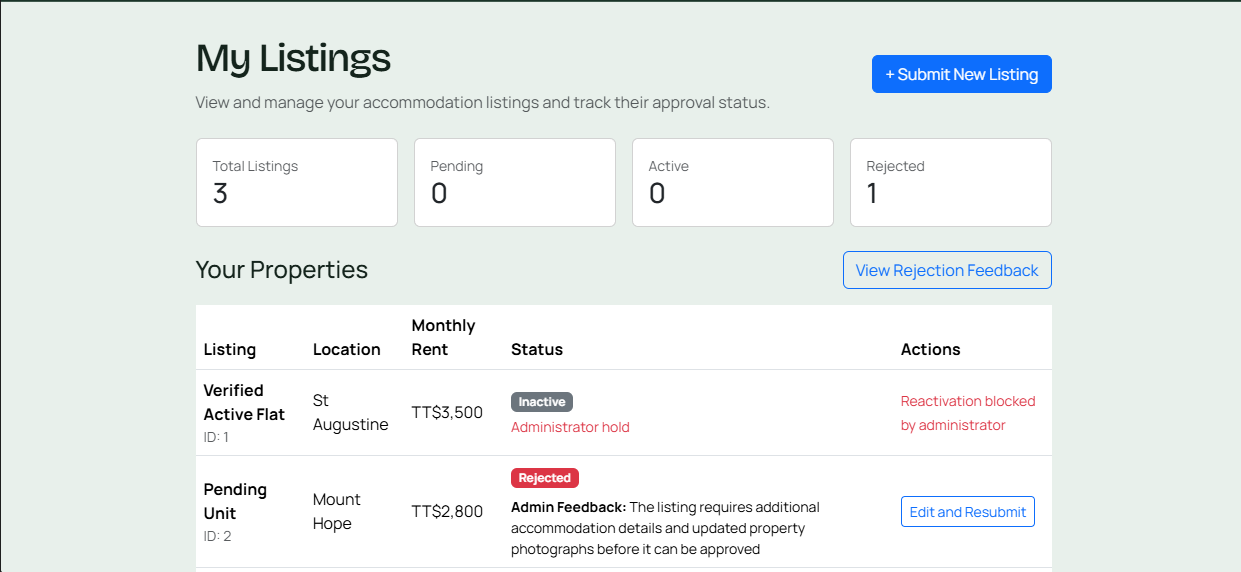 My Listings
+ Submit New Listing
View and manage your accommodation listings and track their approval status.
Total Listings
3
Pending
0
Active
0
Rejected
1
Your Properties
View Rejection Feedback
Listing
Location
Monthly
Rent
Status
Actions
Verified
Active Flat
ID: 1
St
Augustine
TT$3,500
Inactive
Administrator hold
Reactivation blocked
by administrator
Pending
Unit
ID: 2
Mount
Hope
TT$2,800
Rejected
Admin Feedback: The listing requires additional
accommodation details and updated property
photographs before it can be approved
Edit and Resubmit